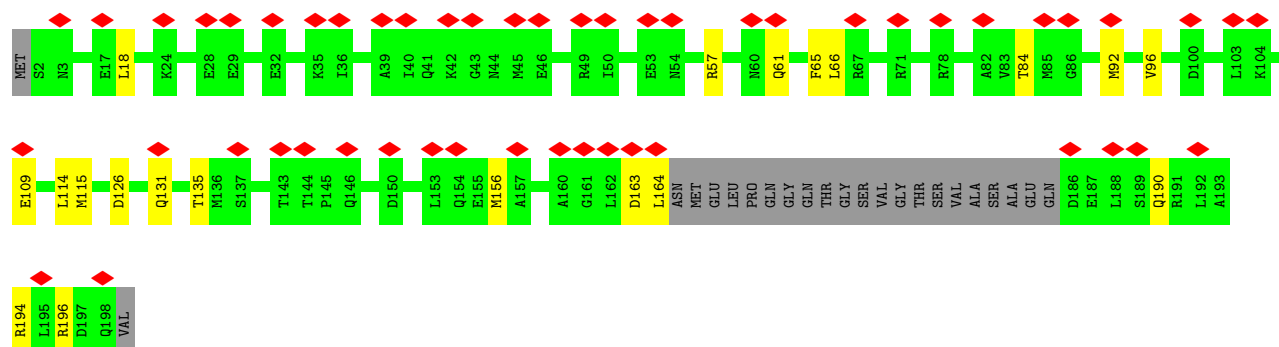 MET S2 N3 E17 L18 K24 E28 E29 E32 K35 I36 A39 I40 Q41 K42 G43 N44 M45 E46 R49 I50 E53 N54 R57 N60 Q61 F65 L66 R67 R71 R78 A82 V83 T84 M85 G86 M92 V96 D100 L103 K104
E109 L114 M115 D126 Q131 T135 M136 S137 T143 T144 P145 Q146 D150 L153 Q154 E155 M156 A157 A160 G161 L162 D163 L164 ASN MET GLU LEU PRO GLN GLY GLN THR GLY SER VAL GLY THR SER VAL ALA SER ALA GLU GLN D186 E187 L188 S189 Q190 R191 L192 A193
R194 L195 R196 D197 Q198 VAL